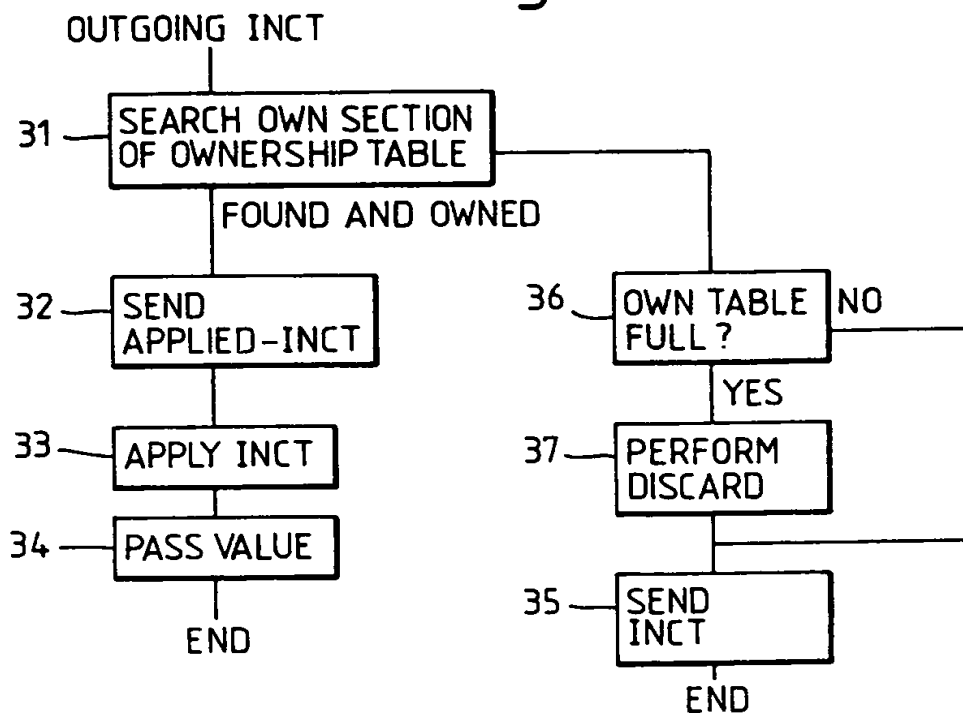 g
OUTGOING INCT
31
SEARCH OWN SECTION
OF OWNERSHIP TABLE
FOUND AND OWNED
32
SEND
APPLIED-INCT
33
APPLY INCT
34
PASS VALUE
END
36
OWN TABLE
FULL?
NO
YES
37
PERFORM
DISCARD
35
SEND
INCT
END